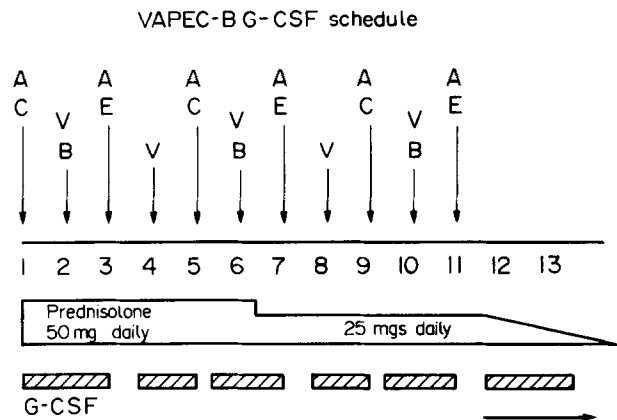 VAPEC-B G-CSF schedule
A A A A A A
C E C E C E
V V V
B V B V B
1 2 3 4 5 6 7 8 9 10 11 12 13
Prednisolone
50 mg daily 25 mgs daily
G-CSF